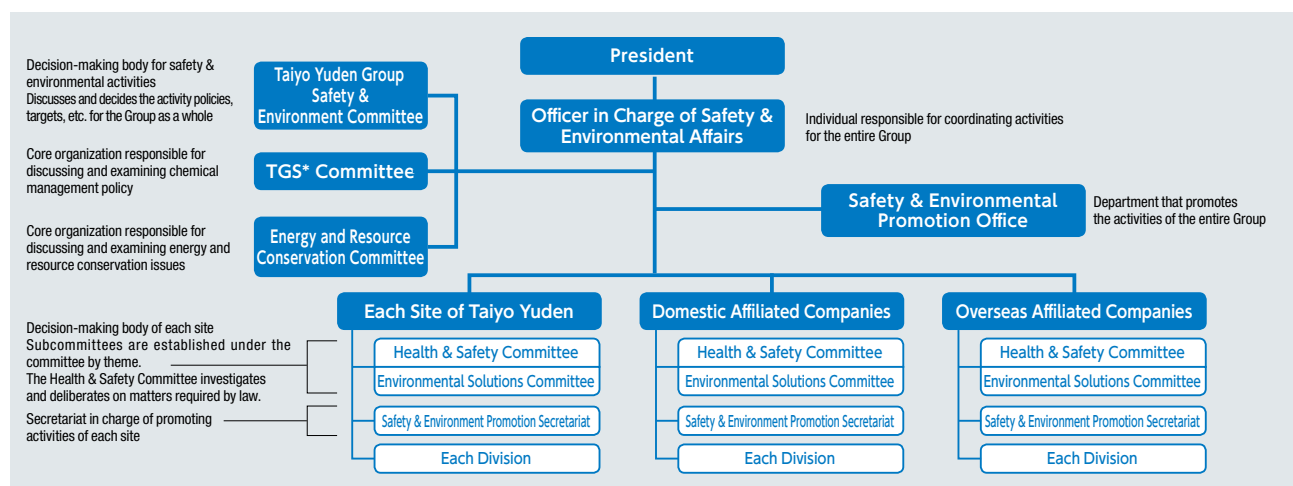 President
Decision-making body for safety &
environmental activities
Discusses and decides the activity policies,
targets, etc. for the Group as a whole
Taiyo Yuden Group
Safety &
Environment Committee
Officer in Charge of Safety &
Environmental Affairs
Individual responsible for coordinating activities
for the entire Group
Core organization responsible for
discussing and examining chemical
management policy
TGS* Committee
Safety & Environmental
Promotion Office
Department that promotes
the activities of the entire Group
Core organization responsible for
discussing and examining energy and
resource conservation issues
Energy and Resource
Conservation Committee
Each Site of Taiyo Yuden
Domestic Affiliated Companies
Overseas Affiliated Companies
Decision-making body of each site
Subcommittees are established under the
committee by theme.
The Health & Safety Committee investigates
and deliberates on matters required by law.
Secretariat in charge of promoting
activities of each site
Health & Safety Committee
Environmental Solutions Committee
Safety & Environment Promotion Secretariat
Each Division
Health & Safety Committee
Environmental Solutions Committee
Safety & Environment Promotion Secretariat
Each Division
Health & Safety Committee
Environmental Solutions Committee
Safety & Environment Promotion Secretariat
Each Division